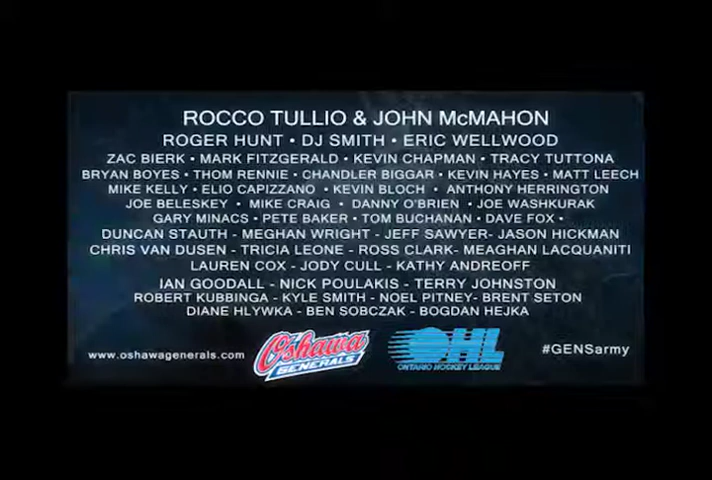 ROCCO TULLIO & JOHN McMAHON
ROGER HUNT • DJ SMITH • ERIC WELLWOOD
ZAC BIERK • MARK FITZGERALD • KEVIN CHAPMAN • TRACY TUTTONA
BRYAN BOYES • THOM RENNIE • CHANDLER BIGGAR • KEVIN HAYES • MATT LEECH
MIKE KELLY • ELIO CAPIZZANO • KEVIN BLOCH • ANTHONY HERRINGTON
JOE BELESKEY • MIKE CRAIG • DANNY O'BRIEN • JOE WASHKURAK
GARY MINACS • PETE BAKER • TOM BUCHANAN • DAVE FOX •
DUNCAN STAUTH - MEGHAN WRIGHT - JEFF SAWYER- JASON HICKMAN
CHRIS VAN DUSEN - TRICIA LEONE - ROSS CLARK- MEAGHAN LACQUANITI
LAUREN COX - JODY CULL - KATHY ANDREOFF
IAN GOODALL - NICK POULAKIS - TERRY JOHNSTON
ROBERT KUBBINGA - KYLE SMITH - NOEL PITNEY- BRENT SETON
DIANE HLYWKA - BEN SOBCZAK - BOGDAN HEJKA
www.oshawagenerals.com
Oshawa
GENERALS
OHL
ONTARIO HOCKEY LEAGUE
#GENSarmy